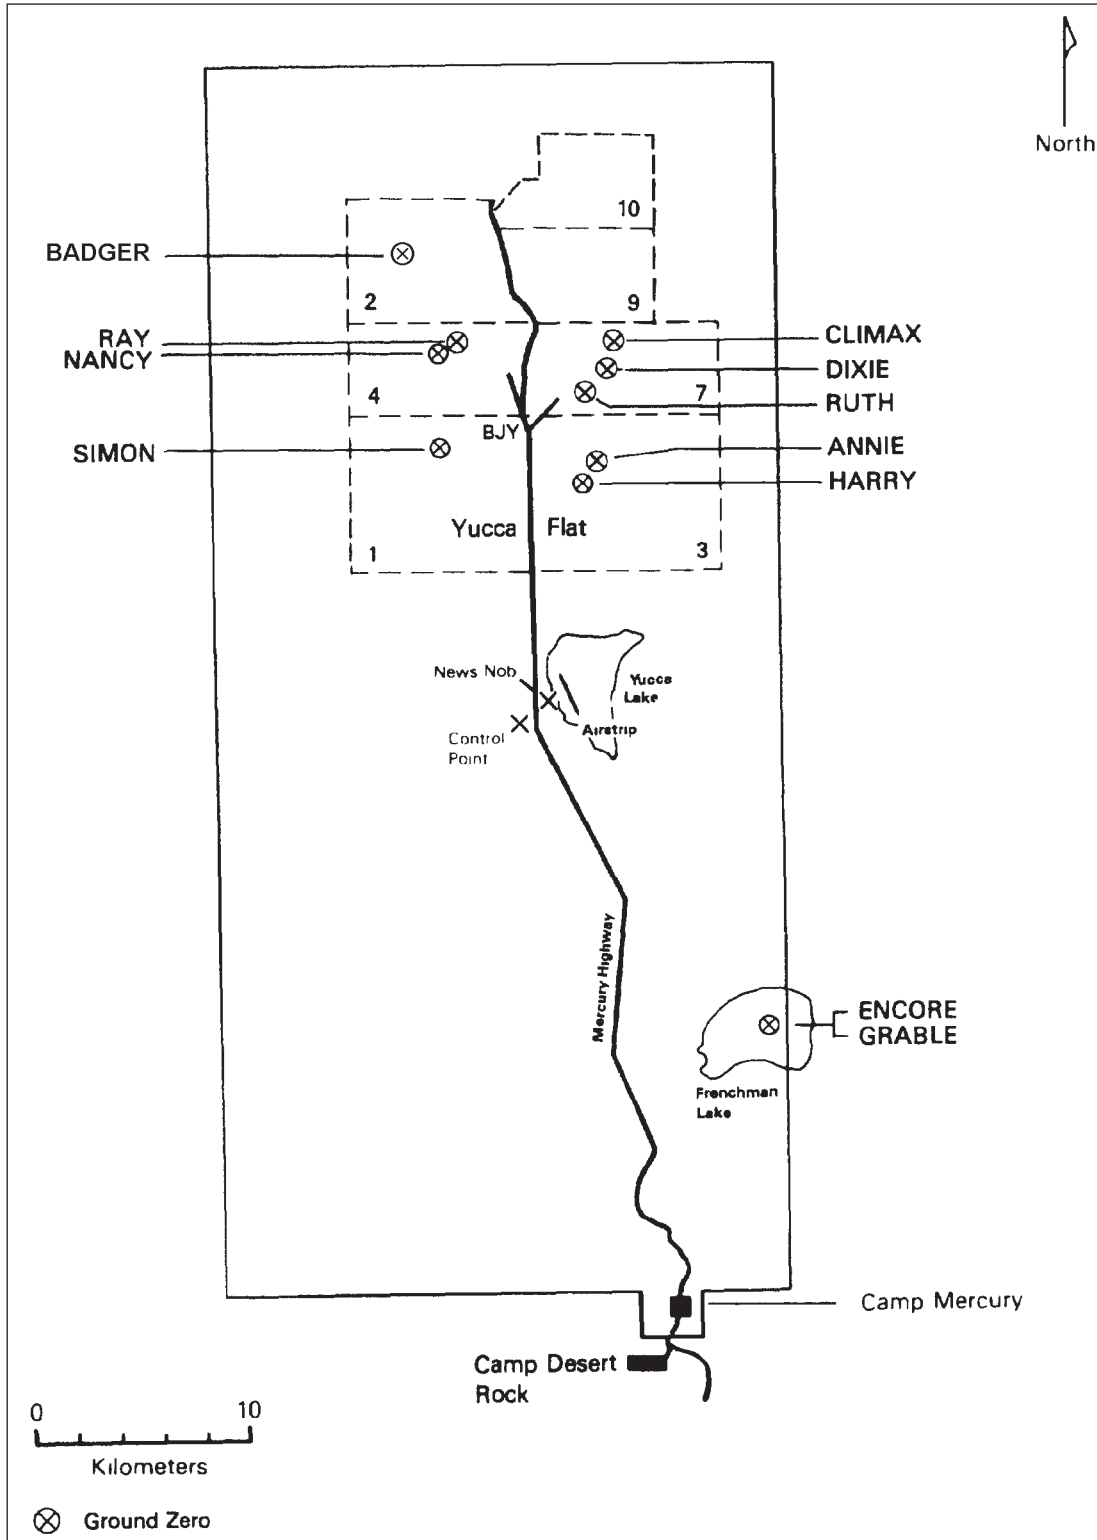 North
10
BADGER
2
9
RAY
NANCY
CLIMAX
DIXIE
RUTH
4
7
BJY
SIMON
ANNIE
HARRY
Yucca Flat
1
3
News Nob
Yucca
Lake
Airstrip
Control
Point
Mercury Highway
ENCORE
GRABLE
Frenchman
Lake
Camp Mercury
Camp Desert
Rock
0 10
Kilometers
Ground Zero